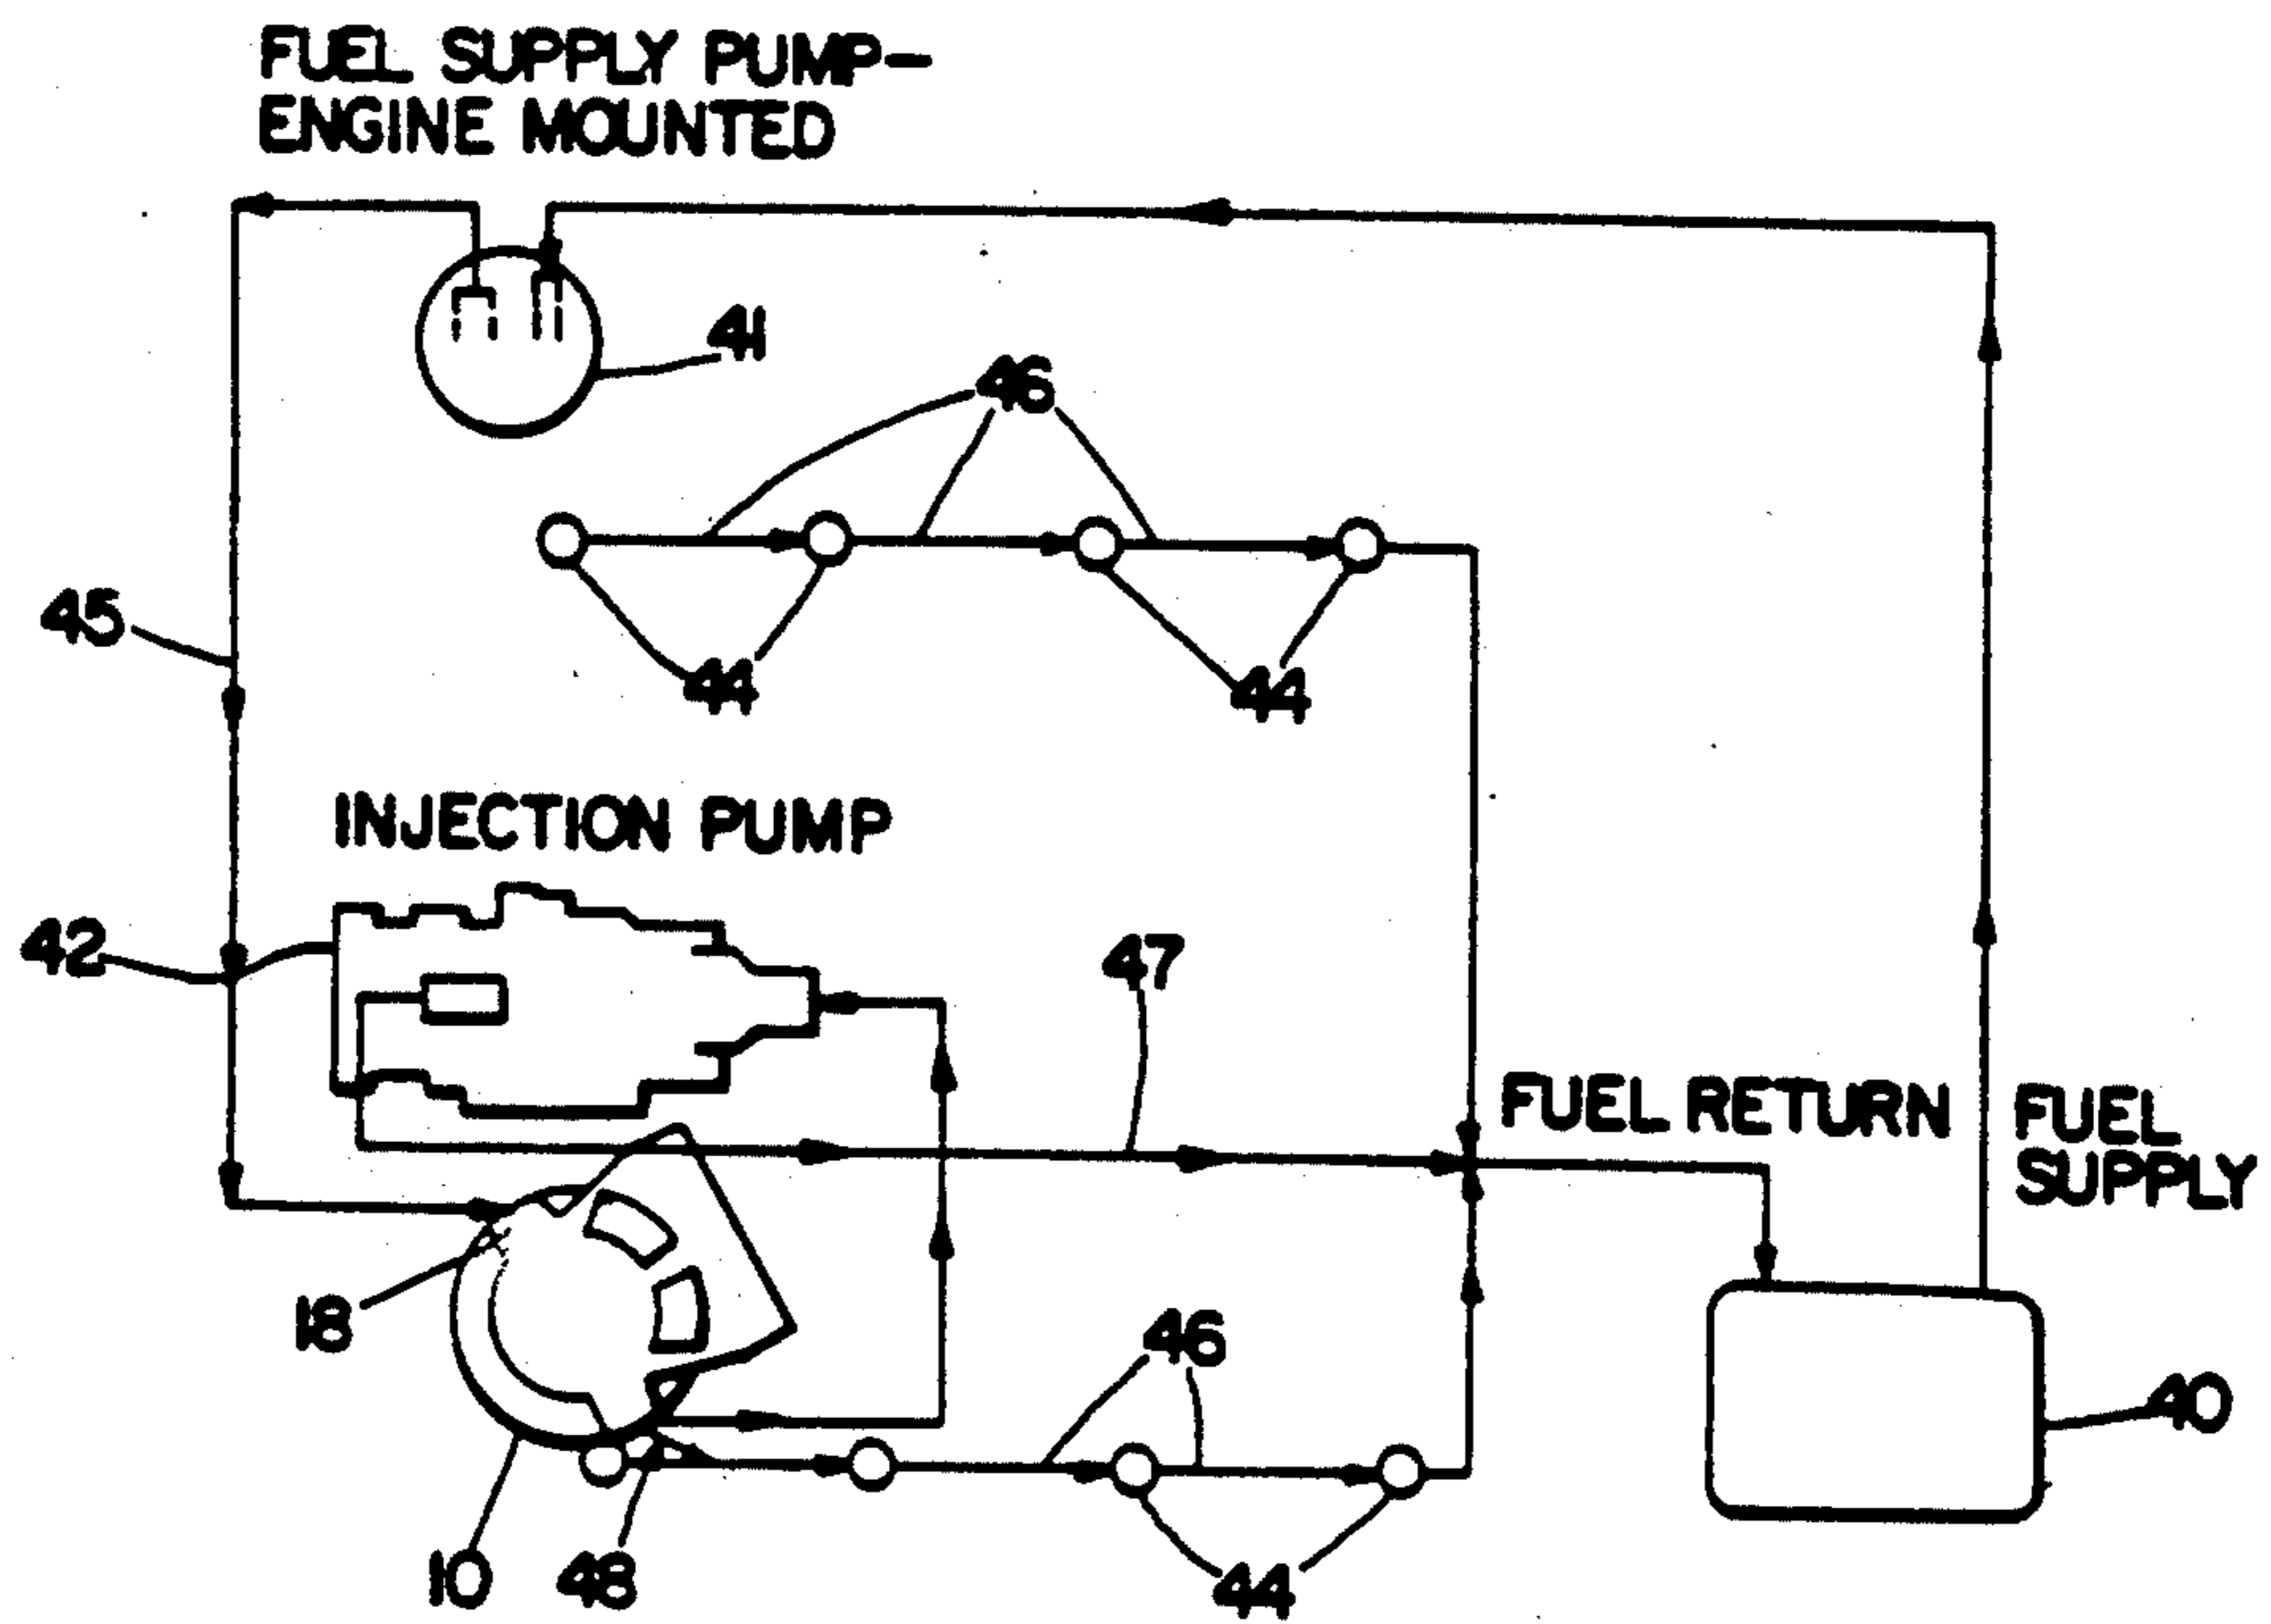 FUEL SUPPLY PUMP-
ENGINE MOUNTED
41
46
45
44
44
INJECTION PUMP
42
47
FUEL RETURN
FUEL
SUPPLY
18
46
40
10
48
44